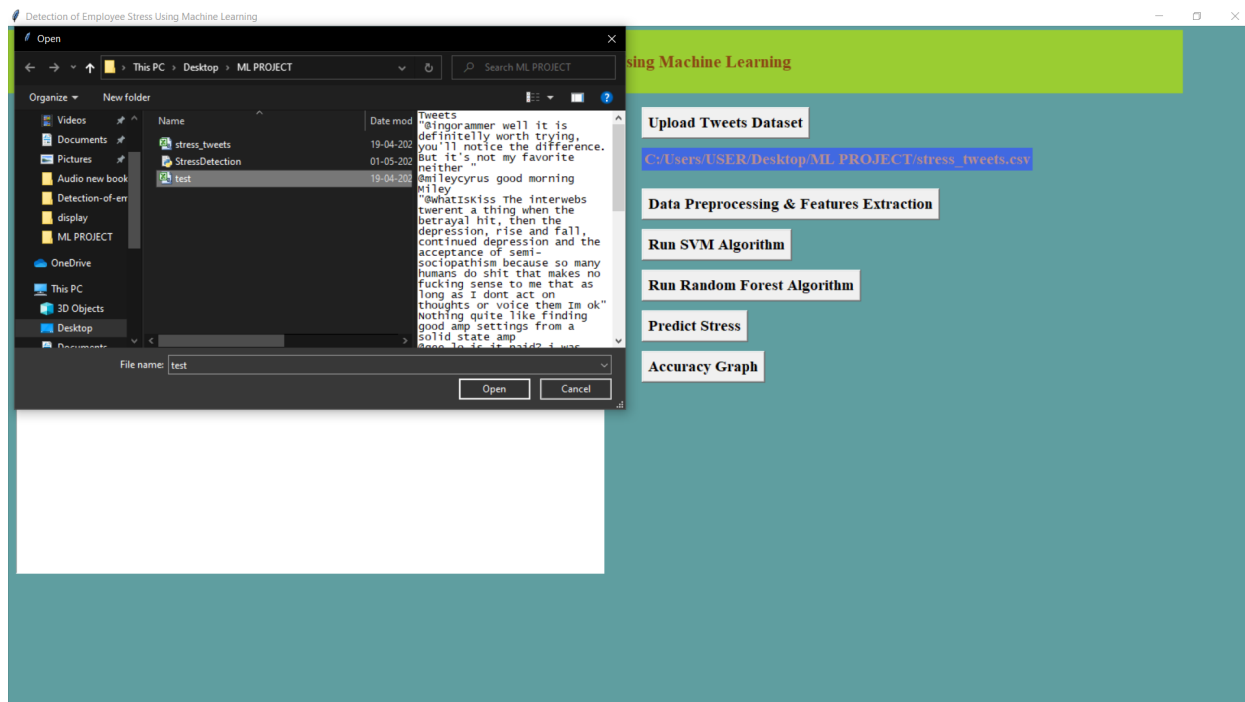 Detection of Employee Stress Using Machine Learning
Open
sing Machine Learning
This PC › Desktop › ML PROJECT
Search ML PROJECT
Organize
New folder
Videos
Documents
Pictures
Audio new book
Detection-of-em
display
ML PROJECT
OneDrive
This PC
3D Objects
Desktop
Documents
Name
Date mod
stress_tweets
19-04-202
StressDetection
01-05-202
test
19-04-202
Tweets
"@ingorammer well it is
definitelly worth trying,
you'll notice the difference.
But it's not my favorite
neither "
@mileycyrus good morning
Miley
"@WhatIsKiss The interwebs
twerent a thing when the
betrayal hit, then the
depression, rise and fall,
continued depression and the
acceptance of semi-
sociopathism because so many
humans do shit that makes no
fucking sense to me that as
long as I dont act on
thoughts or voice them Im ok"
Nothing quite like finding
good amp settings from a
solid state amp
is it paid? i was
File name:
test
Open
Cancel
Upload Tweets Dataset
C:/Users/USER/Desktop/ML PROJECT/stress_tweets.csv
Data Preprocessing & Features Extraction
Run SVM Algorithm
Run Random Forest Algorithm
Predict Stress
Accuracy Graph